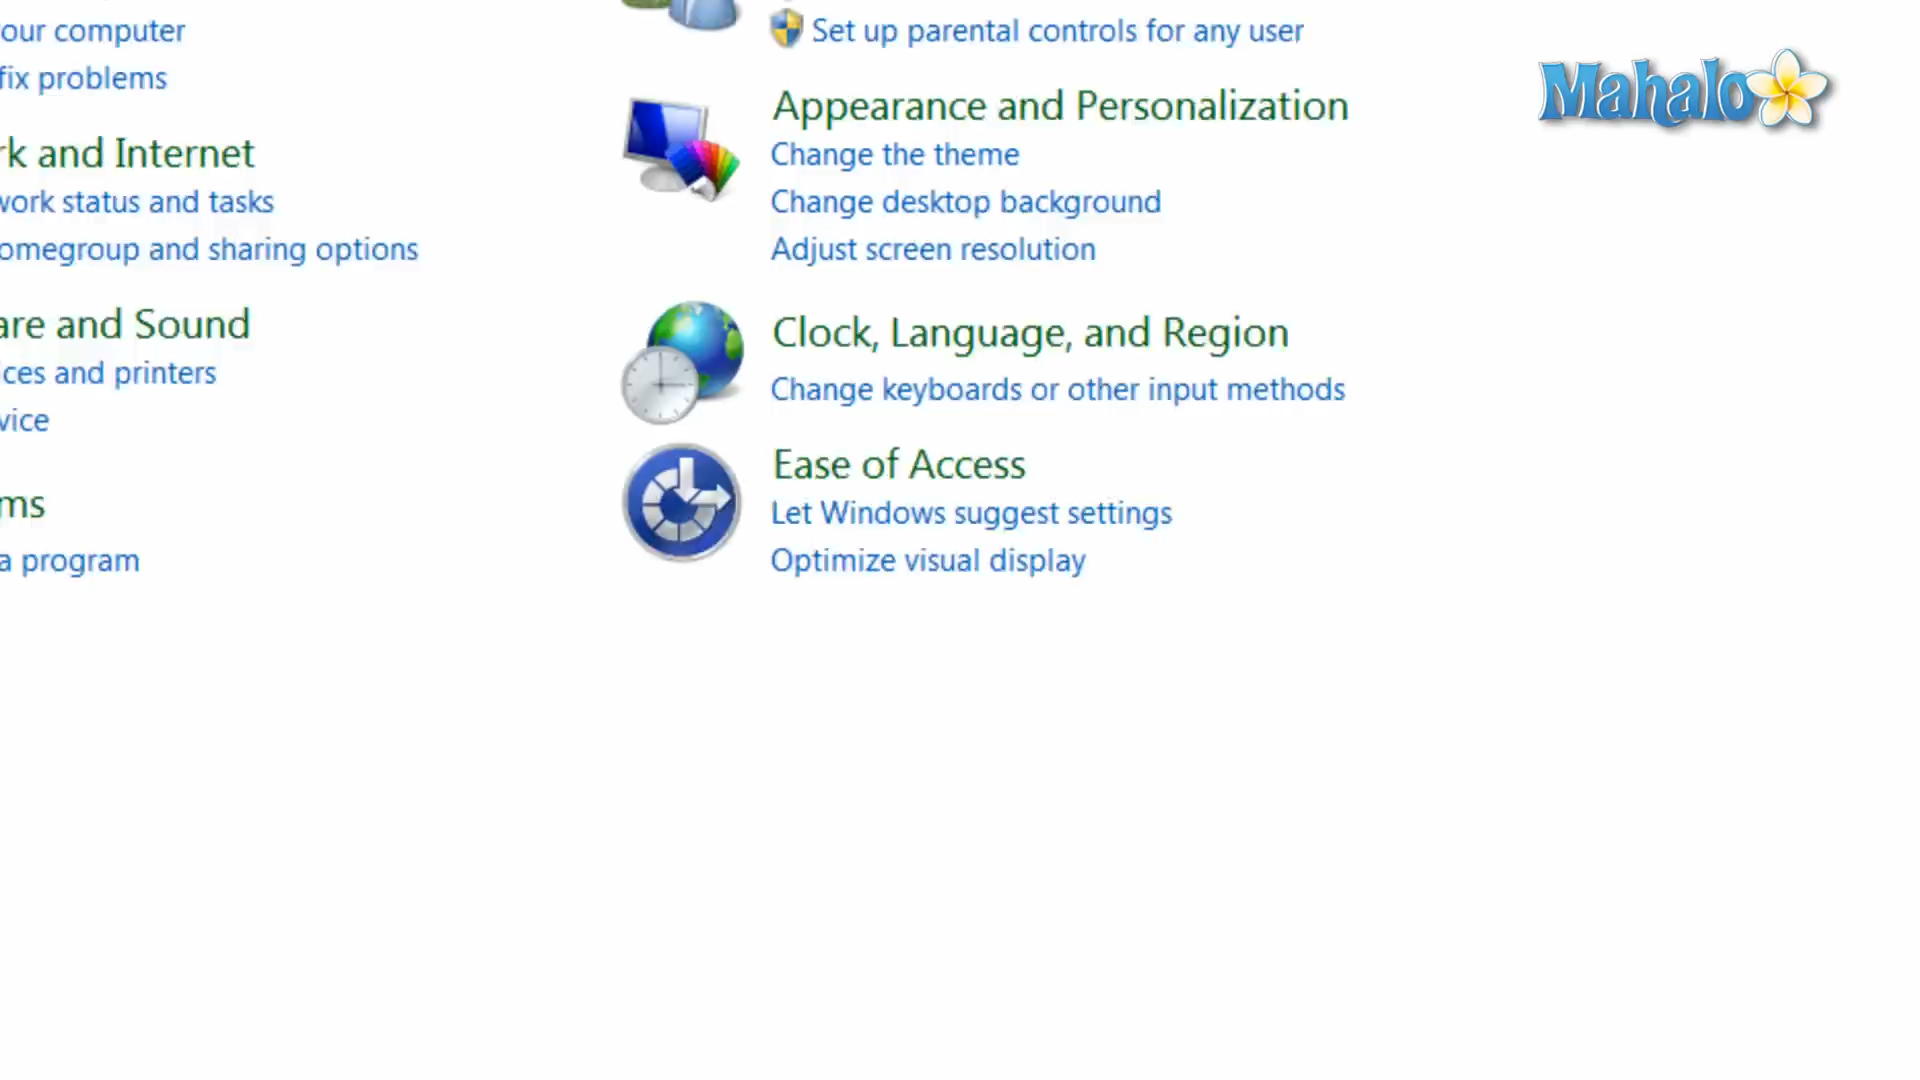 our computer
fix problems
rk and Internet
work status and tasks
omegroup and sharing options
are and Sound
ices and printers
vice
ms
a program
Set up parental controls for any user
Appearance and Personalization
Change the theme
Change desktop background
Adjust screen resolution
Clock, Language, and Region
Change keyboards or other input methods
Ease of Access
Let Windows suggest settings
Optimize visual display
Mahalo